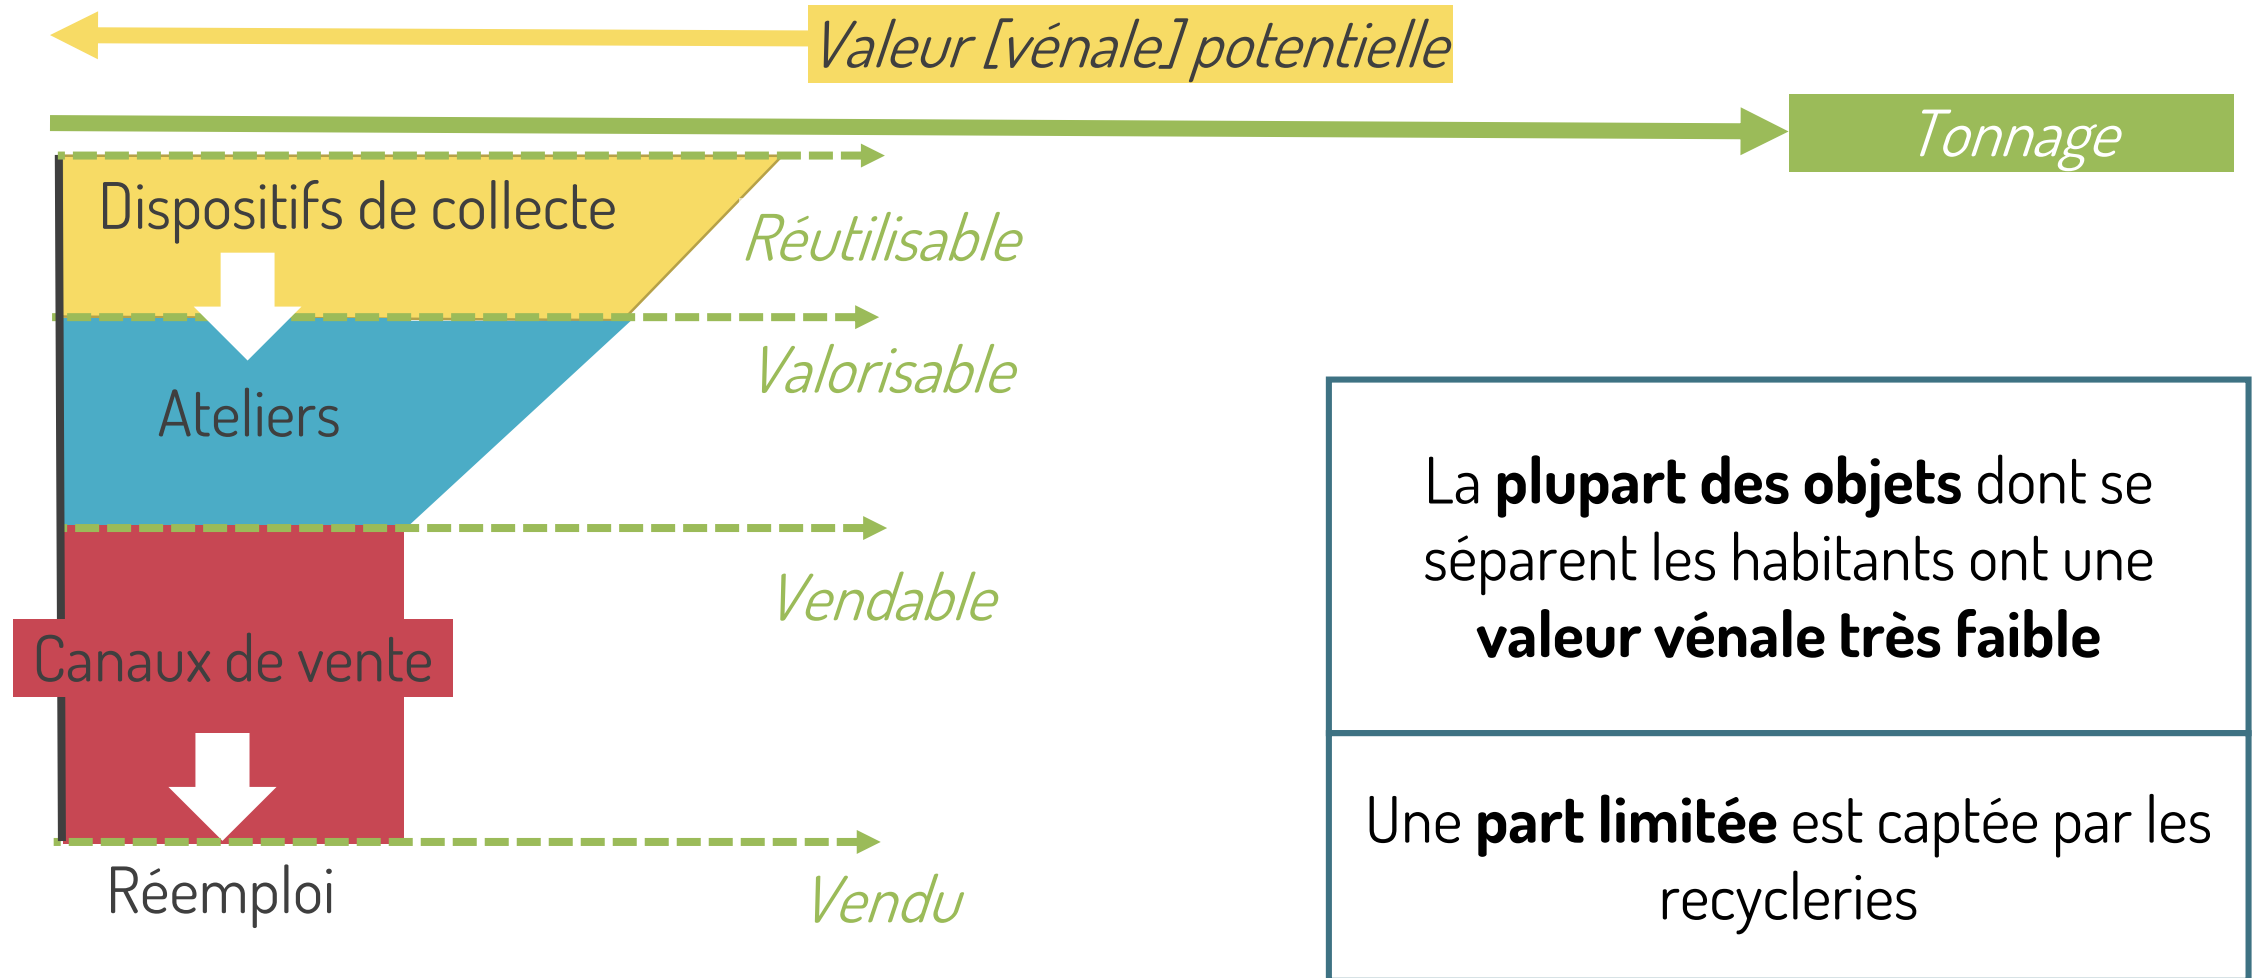 Valeur [vénale] potentielle
Tonnage
Dispositifs de collecte
Réutilisable
Valorisable
Ateliers
Vendable
Canaux de vente
Réemploi
Vendu
La plupart des objets dont se
séparent les habitants ont une
valeur vénale très faible
Une part limitée est captée par les
recycleries